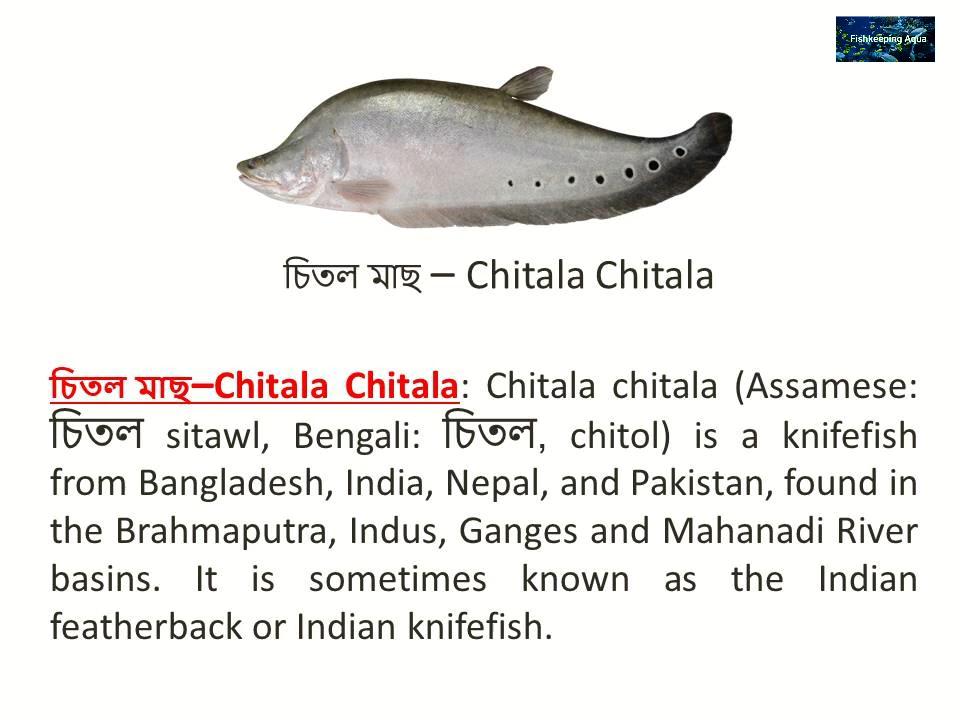 Fishkeeping Aqua
চিতল মাছ – Chitala Chitala
চিতল মাছ–Chitala Chitala: Chitala chitala (Assamese:
চিতল sitawl, Bengali: চিতল, chitol) is a knifefish
from Bangladesh, India, Nepal, and Pakistan, found in
the Brahmaputra, Indus, Ganges and Mahanadi River
basins. It is sometimes known as the Indian
featherback or Indian knifefish.